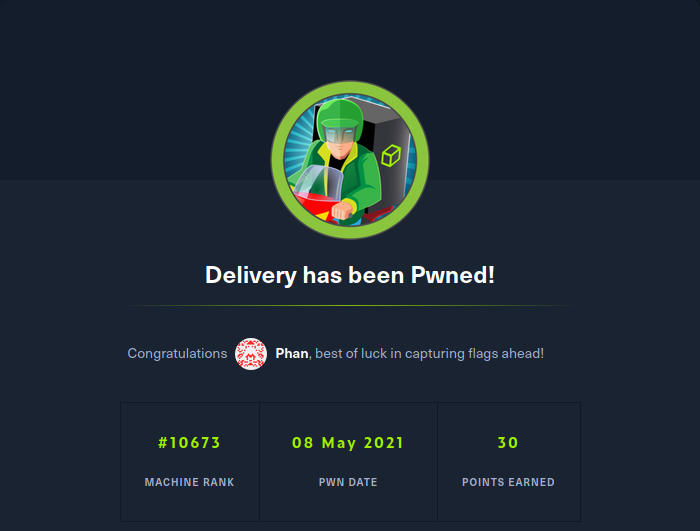 Delivery has been Pwned!
Congratulations Phan, best of luck in capturing flags ahead!
#10673 08 May 2021 30
MACHINE RANK PWN DATE POINTS EARNED